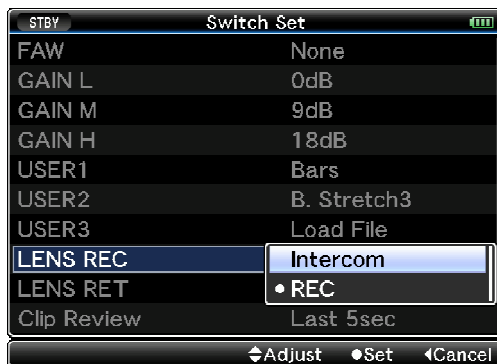 STBY Switch Set
FAW None
GAIN L 0dB
GAIN M 9dB
GAIN H 18dB
USER1 Bars
USER2 B. Stretch3
USER3 Load File
LENS REC Intercom
LENS RET REC
Clip Review Last 5sec
Adjust Set Cancel